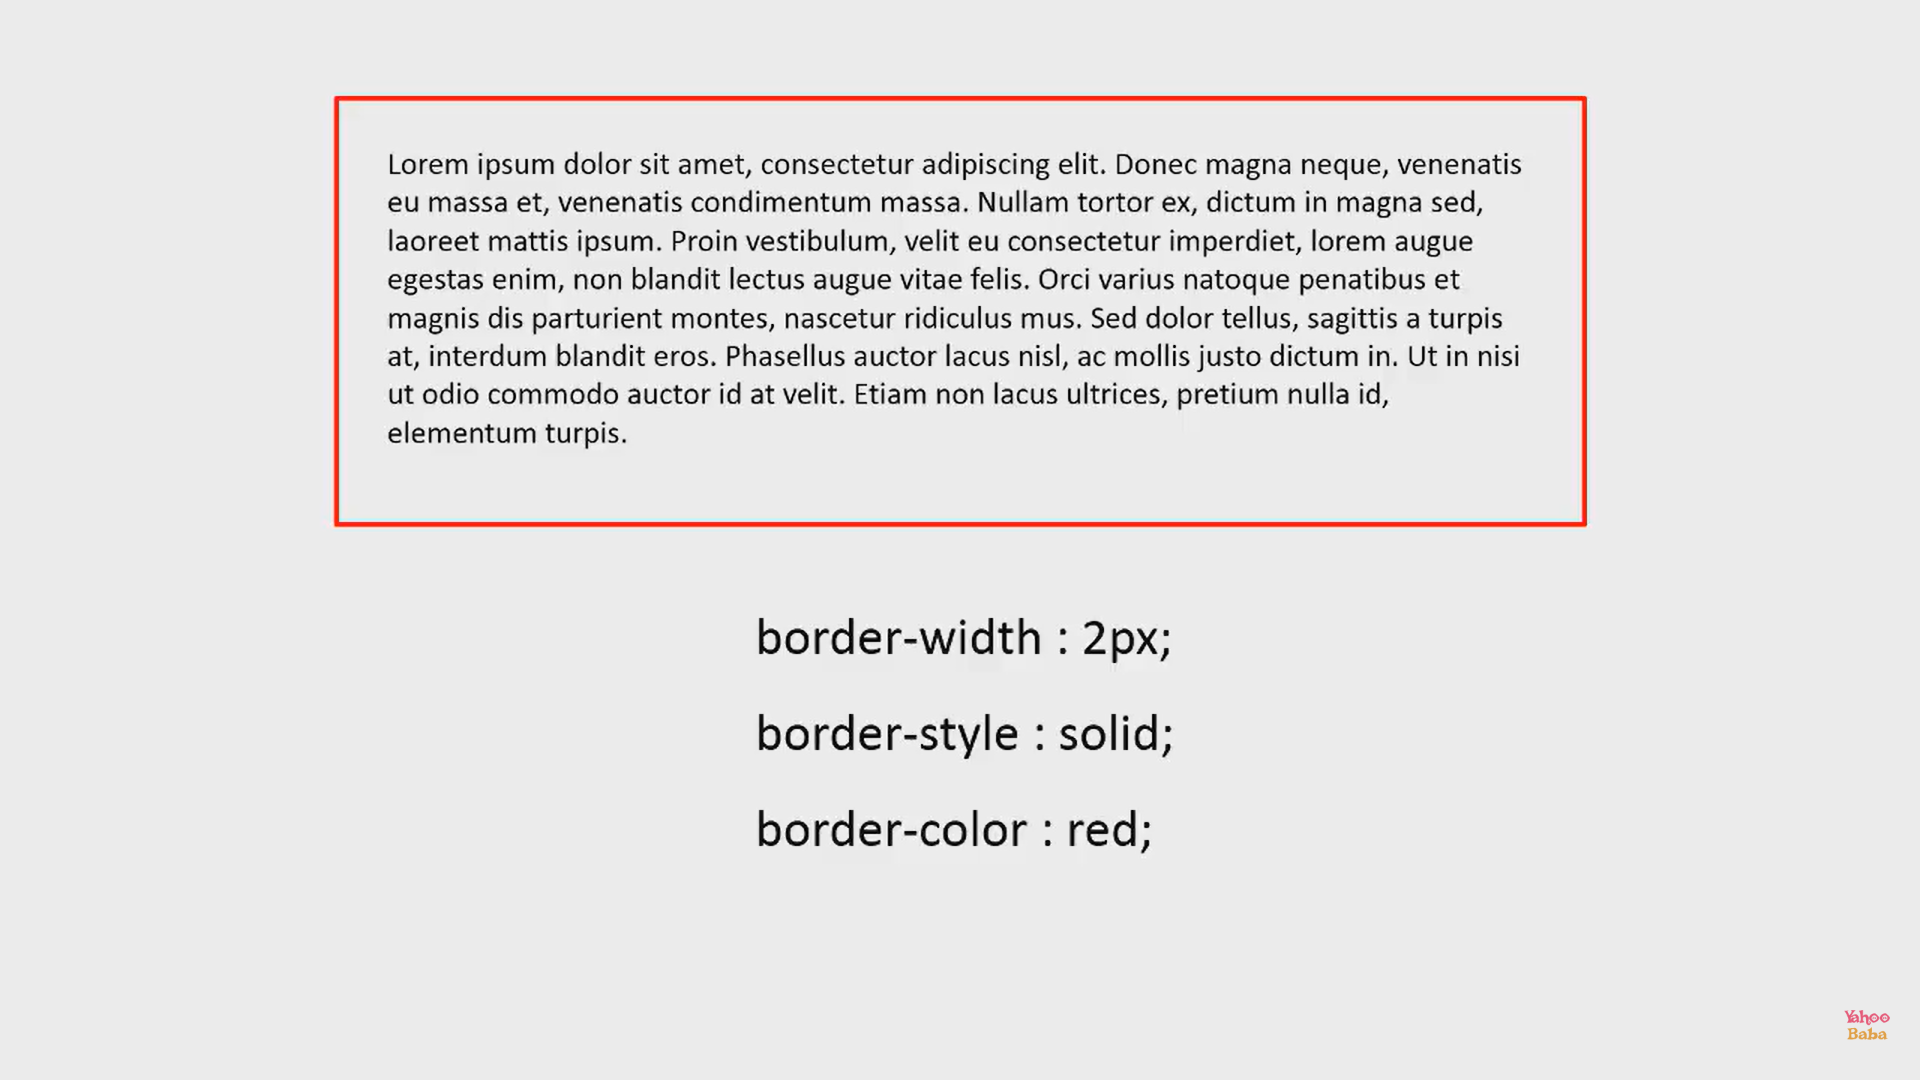 Lorem ipsum dolor sit amet, consectetur adipiscing elit. Donec magna neque, venenatis
eu massa et, venenatis condimentum massa. Nullam tortor ex, dictum in magna sed,
laoreet mattis ipsum. Proin vestibulum, velit eu consectetur imperdiet, lorem augue
egestas enim, non blandit lectus augue vitae felis. Orci varius natoque penatibus et
magnis dis parturient montes, nascetur ridiculus mus. Sed dolor tellus, sagittis a turpis
at, interdum blandit eros. Phasellus auctor lacus nisl, ac mollis justo dictum in. Ut in nisi
ut odio commodo auctor id at velit. Etiam non lacus ultrices, pretium nulla id,
elementum turpis.
border-width : 2px;
border-style : solid;
border-color : red;
Yahoo
Baba